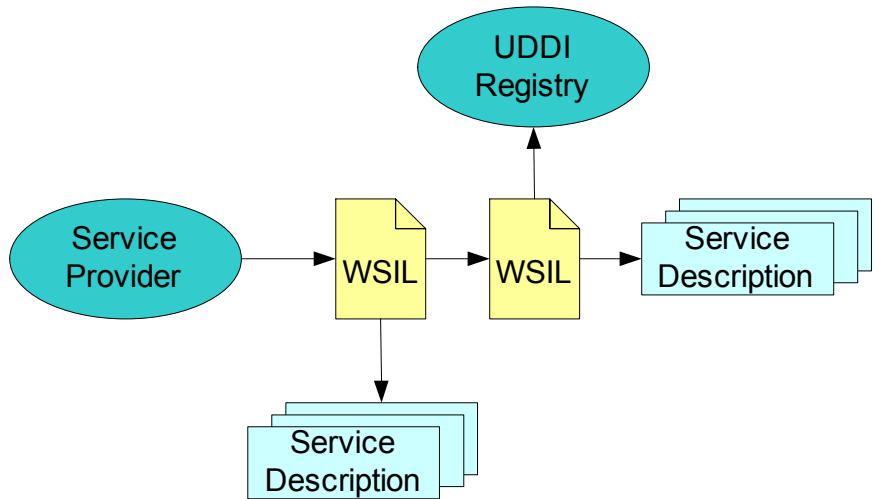 UDDI
Registry
Service
Provider
WSIL
WSIL
Service
Description
Service
Description